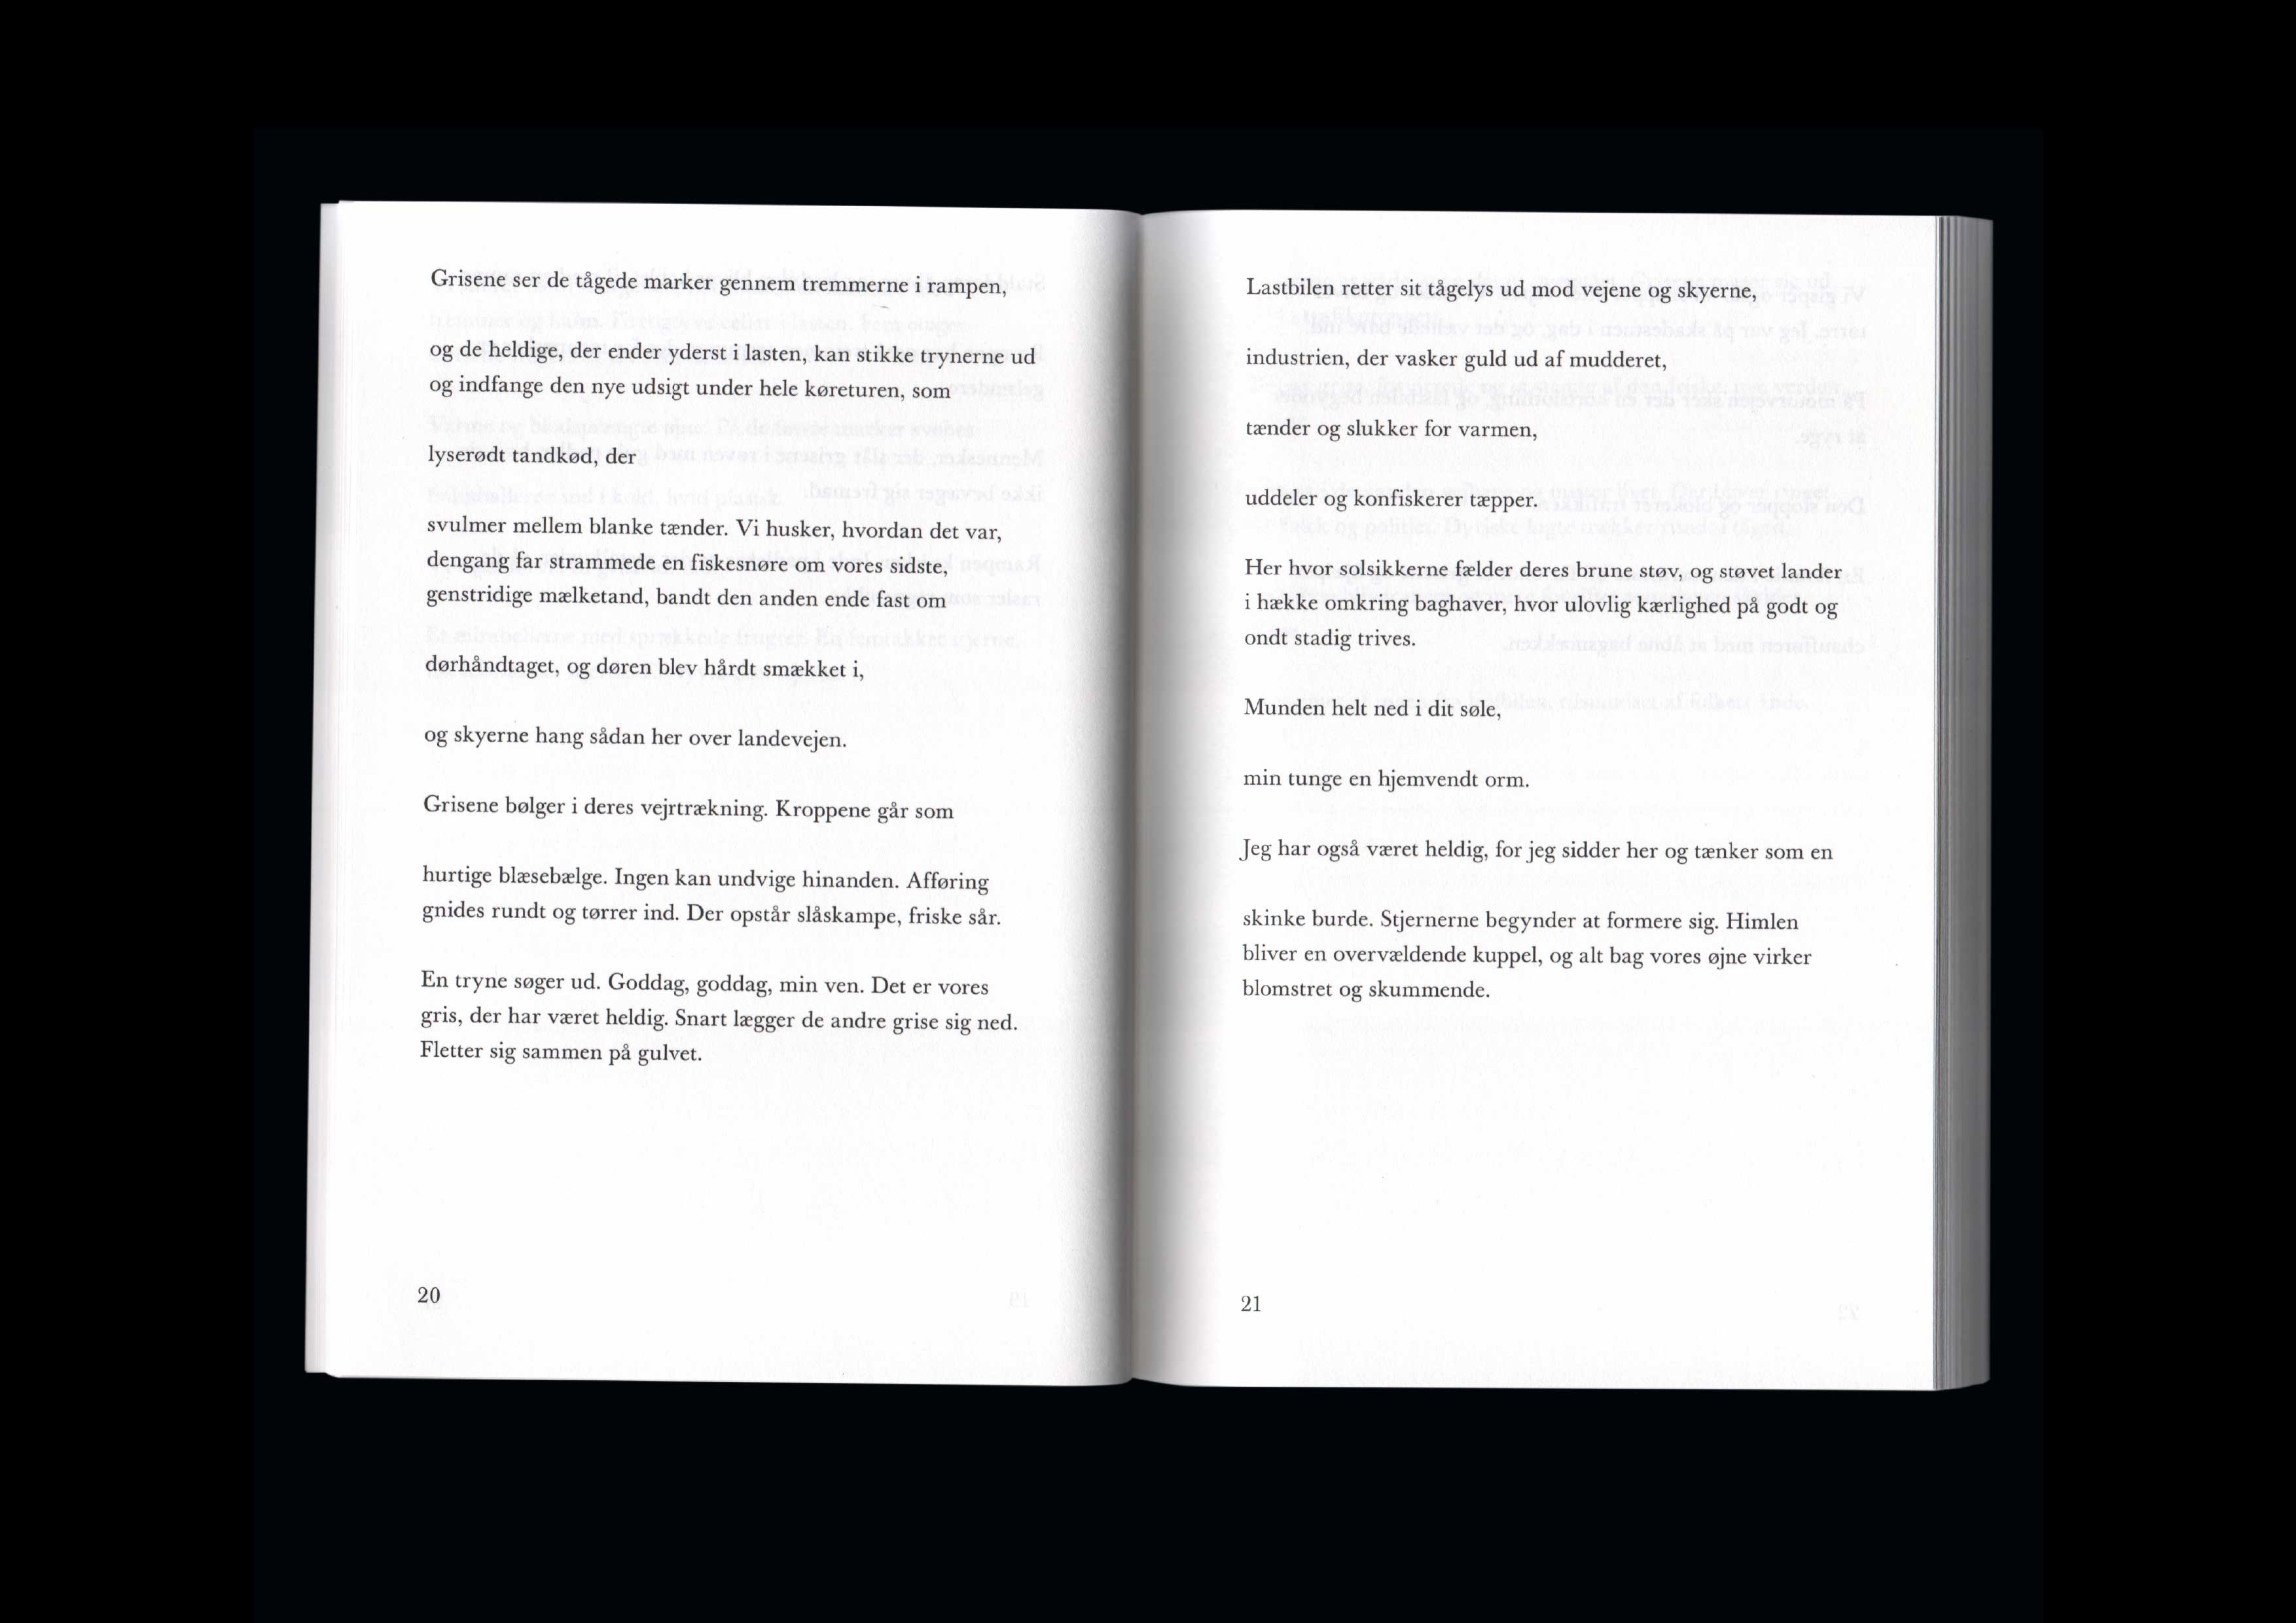 Grisene ser de tågede marker gennem tremmerne i rampen,
og de heldige, der ender yderst i lasten, kan stikke trynerne ud
og indfange den nye udsigt under hele køreturen, som
lyserødt tandkød, der
svulmer mellem blanke tænder. Vi husker, hvordan det var,
dengang far strammede en fiskesnøre om vores sidste,
genstridige mælketand, bandt den anden ende fast om
dørhåndtaget, og døren blev hårdt smækket i,
og skyerne hang sådan her over landevejen.
Grisene bølger i deres vejrtrækning. Kroppene går som
hurtige blæsebælge. Ingen kan undvige hinanden. Afføring
gnides rundt og tørrer ind. Der opstår slåskampe, friske sår.
En tryne søger ud. Goddag, goddag, min ven. Det er vores
gris, der har været heldig. Snart lægger de andre grise sig ned.
Fletter sig sammen på gulvet.
20
Lastbilen retter sit tågelys ud mod vejene og skyerne,
industrien, der vasker guld ud af mudderet,
tænder og slukker for varmen,
uddeler og konfiskerer tæpper.
Her hvor solsikkerne fælder deres brune støv, og støvet lander
i hække omkring baghaver, hvor ulovlig kærlighed på godt og
ondt stadig trives.
Munden helt ned i dit søle,
min tunge en hjemvendt orm.
Jeg har også været heldig, for jeg sidder her og tænker som en
skinke burde. Stjernerne begynder at formere sig. Himlen
bliver en overvældende kuppel, og alt bag vores øjne virker
blomstret og skummende.
21